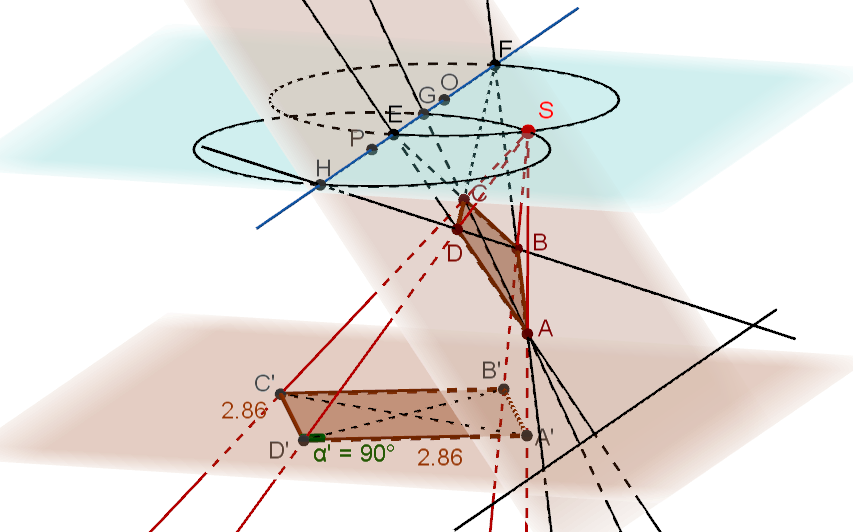 F
O
G
E
S
P
H
C
B
D
A
B'
C'
2.86
A'
D'
α' = 90°
2.86